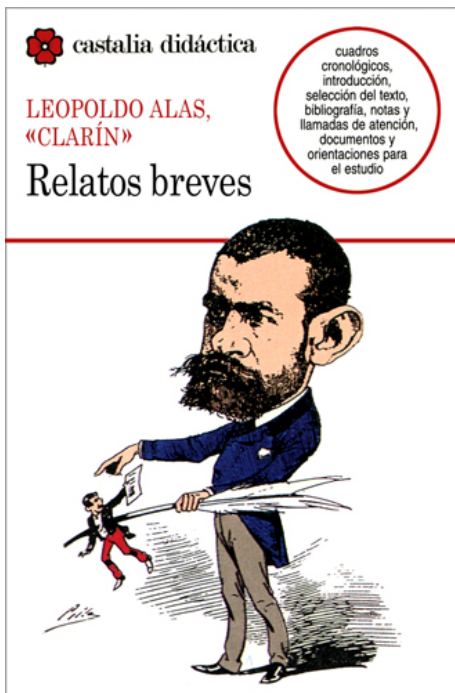 castalia didáctica
LEOPOLDO ALAS,
«CLARÍN»
Relatos breves
cuadros
cronológicos,
introducción,
selección del texto,
bibliografía, notas y
llamadas de atención,
documentos y
orientaciones para
el estudio